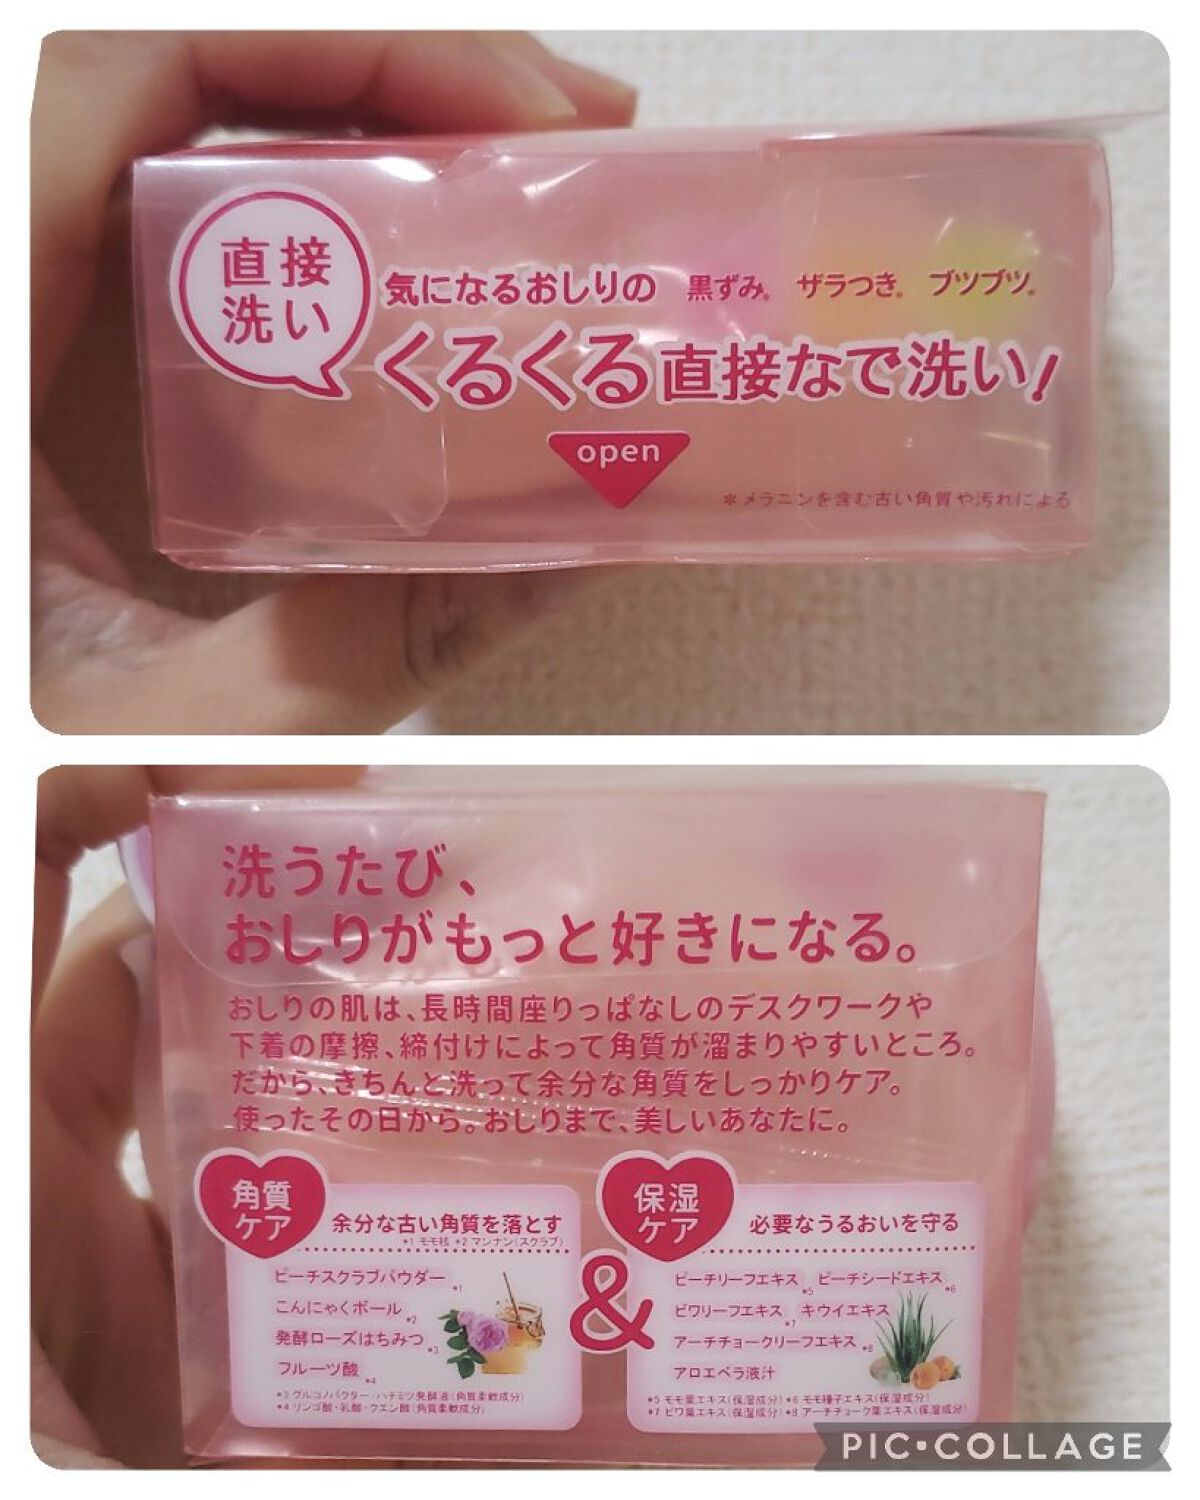 直接
洗い
気になるおしりの 黒ずみ* ザラつき* ブツブツ*
くるくる直接なで洗い!
open
*メラニンを含む古い角質や汚れによる
洗うたび、
おしりがもっと好きになる。
おしりの肌は、長時間座りっぱなしのデスクワークや
下着の摩擦、締付けによって角質が溜まりやすいところ。
だから、きちんと洗って余分な角質をしっかりケア。
使ったその日から。おしりまで、美しいあなたに。
角質
ケア
余分な古い角質を落とす
*1 モモ核 *2 マンナン(スクラブ)
ピーチスクラブパウダー*1
こんにゃくボール*2
発酵ローズはちみつ*3
フルーツ酸*4
*3 グルコノバクター/ハチミツ発酵液(角質柔軟成分)
*4 リンゴ酸・乳酸・クエン酸(角質柔軟成分)
&
保湿
ケア
必要なうるおいを守る
ピーチリーフエキス*5 ピーチシードエキス*6
ビワリーフエキス*7 キウイエキス
アーチチョークリーフエキス*8
アロエベラ液汁
*5 モモ葉エキス(保湿成分) *6 モモ種子エキス(保湿成分)
*7 ビワ葉エキス(保湿成分) *8 アーチチョーク葉エキス(保湿成分)
PIC•COLLAGE